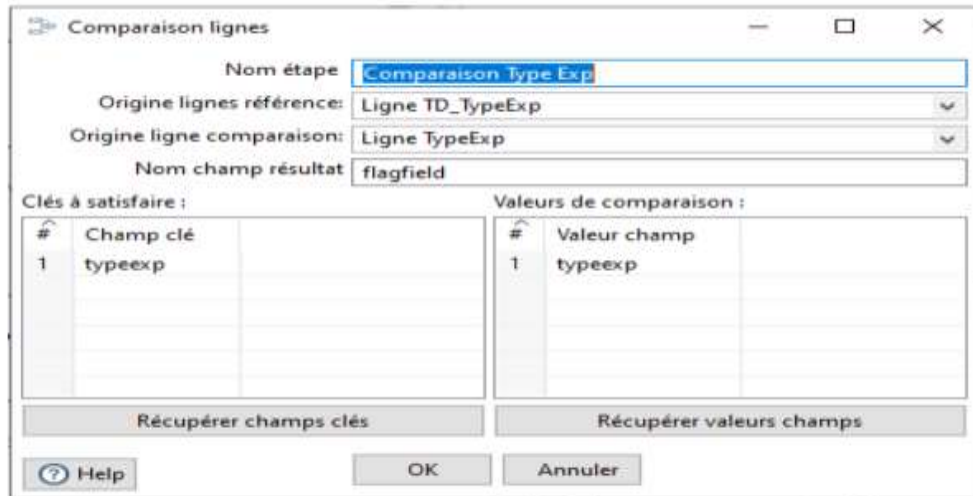 Comparaison lignes
Nom étape Comparaison Type Exp
Origine lignes référence: Ligne TD_TypeExp
Origine ligne comparaison: Ligne TypeExp
Nom champ résultat flagfield
Clés à satisfaire : Valeurs de comparaison :
# Champ clé # Valeur champ
1 typeexp 1 typeexp
Récupérer champs clés Récupérer valeurs champs
? Help OK Annuler